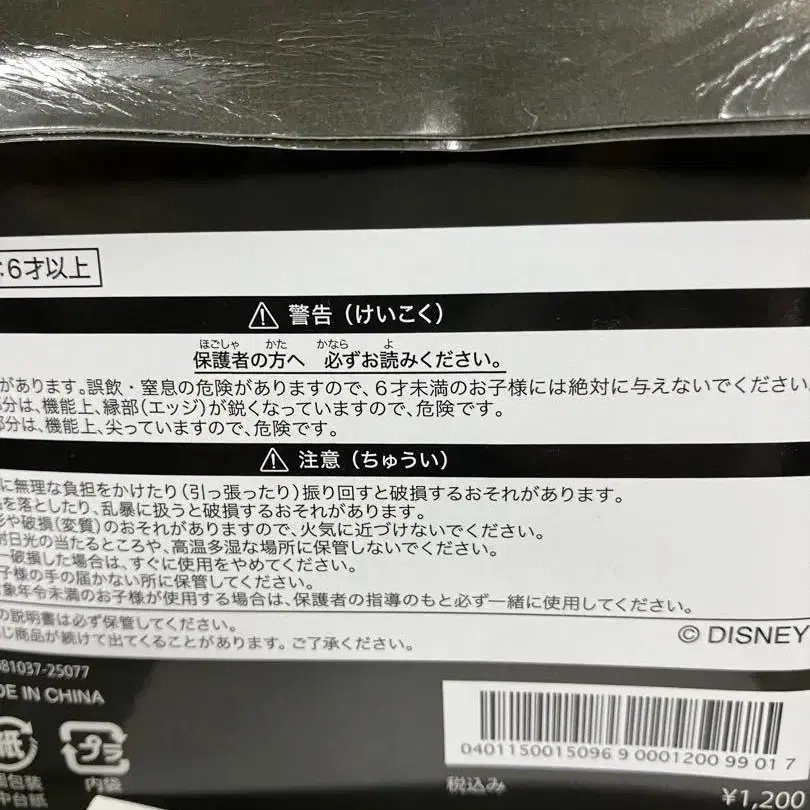 :6才以上
警告（けいこく）
ほごしゃ かた かなら よ
保護者の方へ 必ずお読みください。
があります。誤飲・窒息の危険がありますので、6才未満のお子様には絶対に与えないでください。
部分は、機能上、縁部（エッジ）が鋭くなっていますので、危険です。
部分は、機能上、尖っていますので、危険です。
注意（ちゅうい）
に無理な負担をかけたり（引っ張ったり）振り回すと破損するおそれがあります。
を落としたり、乱暴に扱うと破損するおそれがあります。
や破損（変質）のおそれがありますので、火気に近づけないでください。
日光の当たるところや、高温多湿な場所に保管しないでください。
一破損した場合は、すぐに使用をやめてください。
子様の手の届かない所に保管してください。
対象年令未満のお子様が使用する場合は、保護者の指導のもと必ず一緒に使用してください。
の説明書は必ず保管してください。
じ商品が続けて出てくることがあります。ご了承ください。
© DISNEY
81037-25077
DE IN CHINA
0401150015096 9 0001200 99 01 7
紙 プラ
包装 内袋
中台紙
税込み
¥1,200